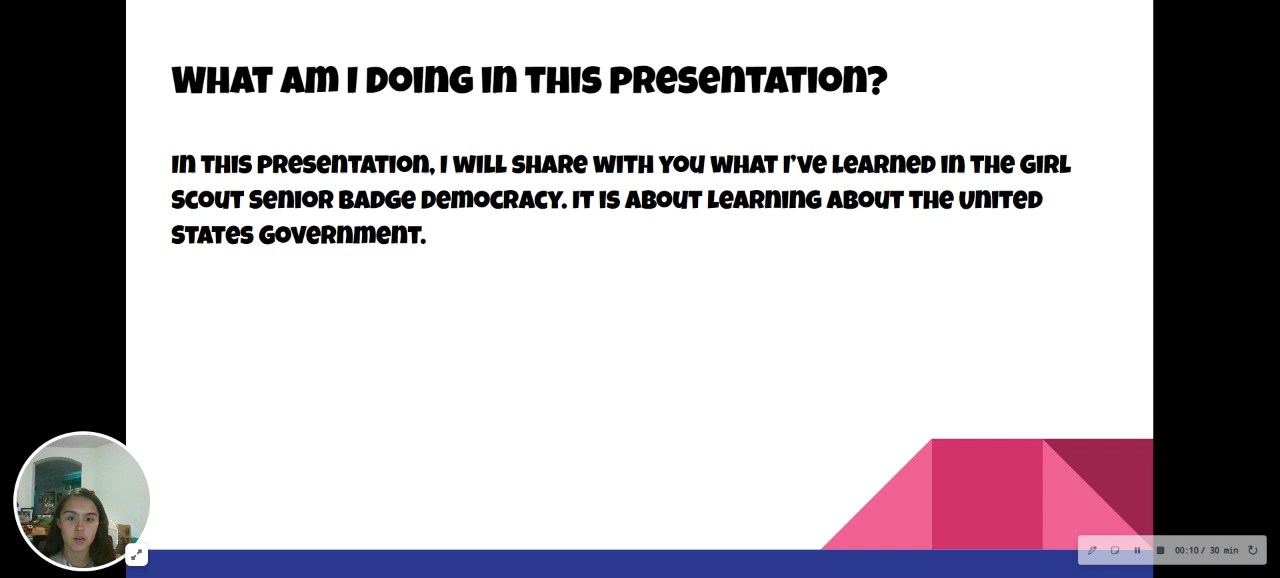 What am I doing in this presentation?
In this presentation, I will share with you what I've learned in the Girl
Scout Senior Badge Democracy. It is about learning about the United
States Government.
00:10 / 30 min